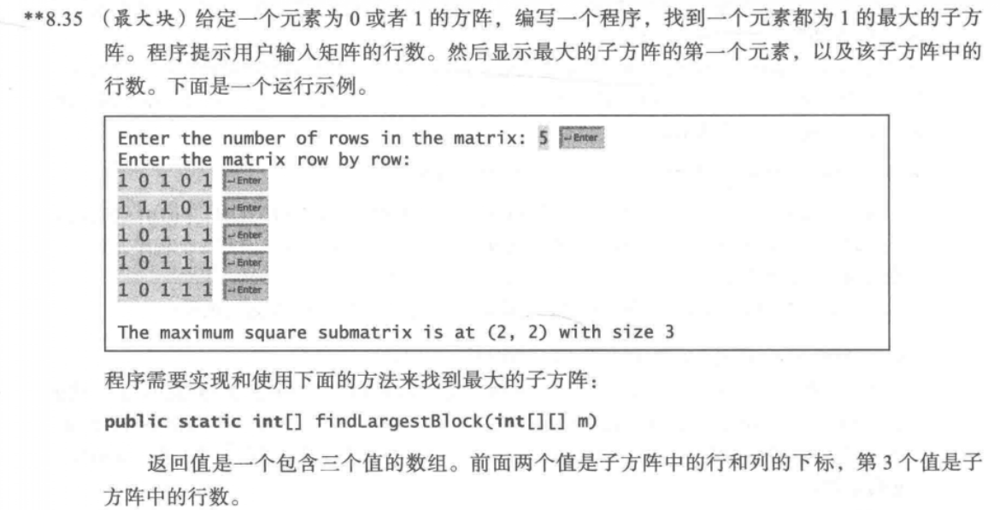 **8.35 （最大块）给定一个元素为 0 或者 1 的方阵，编写一个程序，找到一个元素都为 1 的最大的子方
阵。程序提示用户输入矩阵的行数。然后显示最大的子方阵的第一个元素，以及该子方阵中的
行数。下面是一个运行示例。
Enter the number of rows in the matrix: 5 ↵Enter
Enter the matrix row by row:
1 0 1 0 1 ↵Enter
1 1 1 0 1 ↵Enter
1 0 1 1 1 ↵Enter
1 0 1 1 1 ↵Enter
1 0 1 1 1 ↵Enter
The maximum square submatrix is at (2, 2) with size 3
程序需要实现和使用下面的方法来找到最大的子方阵：
public static int[] findLargestBlock(int[][] m)
返回值是一个包含三个值的数组。前面两个值是子方阵中的行和列的下标，第 3 个值是子
方阵中的行数。